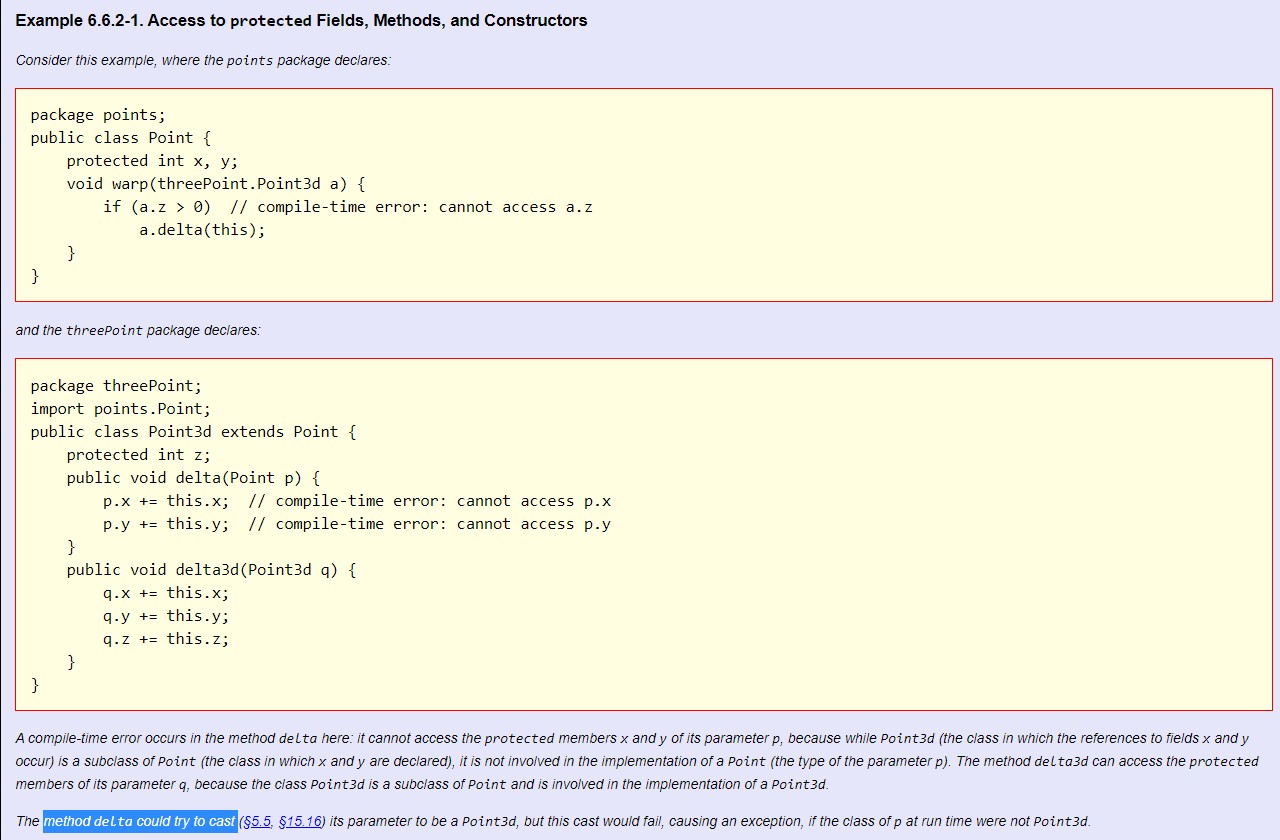 Example 6.6.2-1. Access to protected Fields, Methods, and Constructors
Consider this example, where the points package declares:
package points;
public class Point {
    protected int x, y;
    void warp(threePoint.Point3d a) {
        if (a.z > 0)  // compile-time error: cannot access a.z
            a.delta(this);
    }
}
and the threePoint package declares:
package threePoint;
import points.Point;
public class Point3d extends Point {
    protected int z;
    public void delta(Point p) {
        p.x += this.x;  // compile-time error: cannot access p.x
        p.y += this.y;  // compile-time error: cannot access p.y
    }
    public void delta3d(Point3d q) {
        q.x += this.x;
        q.y += this.y;
        q.z += this.z;
    }
}
A compile-time error occurs in the method delta here: it cannot access the protected members x and y of its parameter p, because while Point3d (the class in which the references to fields x and y
occur) is a subclass of Point (the class in which x and y are declared), it is not involved in the implementation of a Point (the type of the parameter p). The method delta3d can access the protected
members of its parameter q, because the class Point3d is a subclass of Point and is involved in the implementation of a Point3d.
The method delta could try to cast (§5.5, §15.16) its parameter to be a Point3d, but this cast would fail, causing an exception, if the class of p at run time were not Point3d.